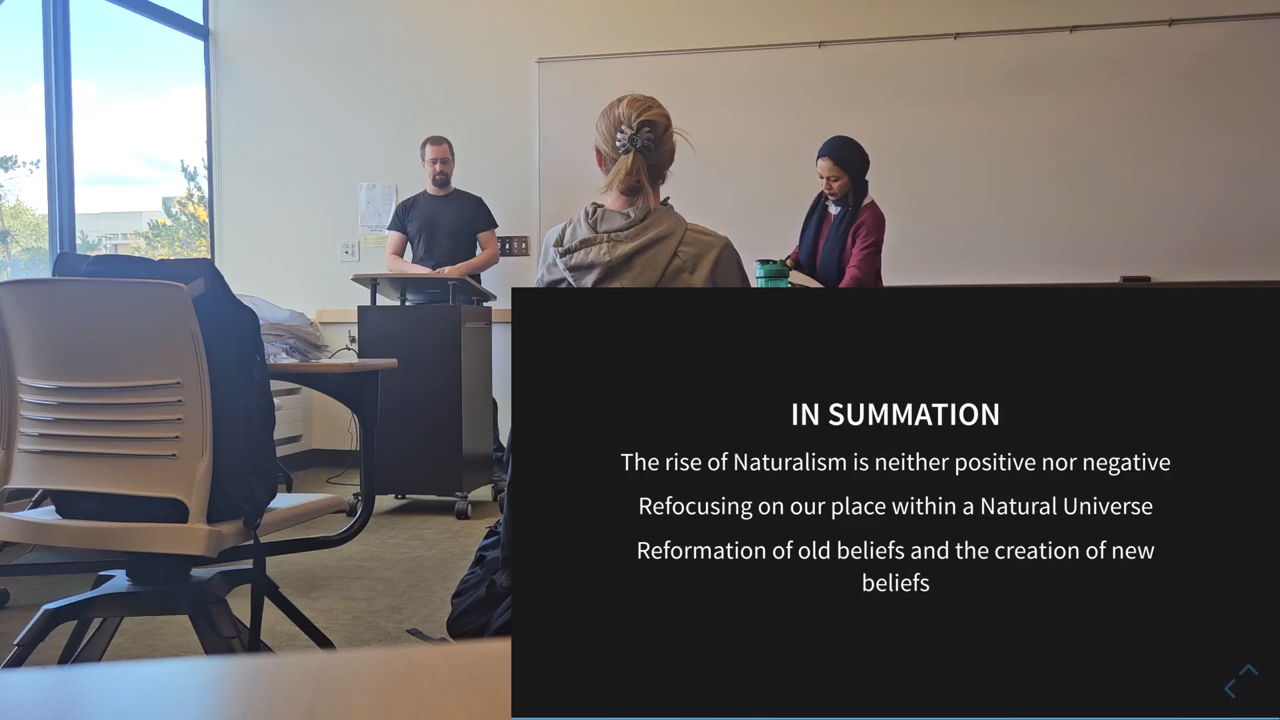 IN SUMMATION
The rise of Naturalism is neither positive nor negative
Refocusing on our place within a Natural Universe
Reformation of old beliefs and the creation of new
beliefs